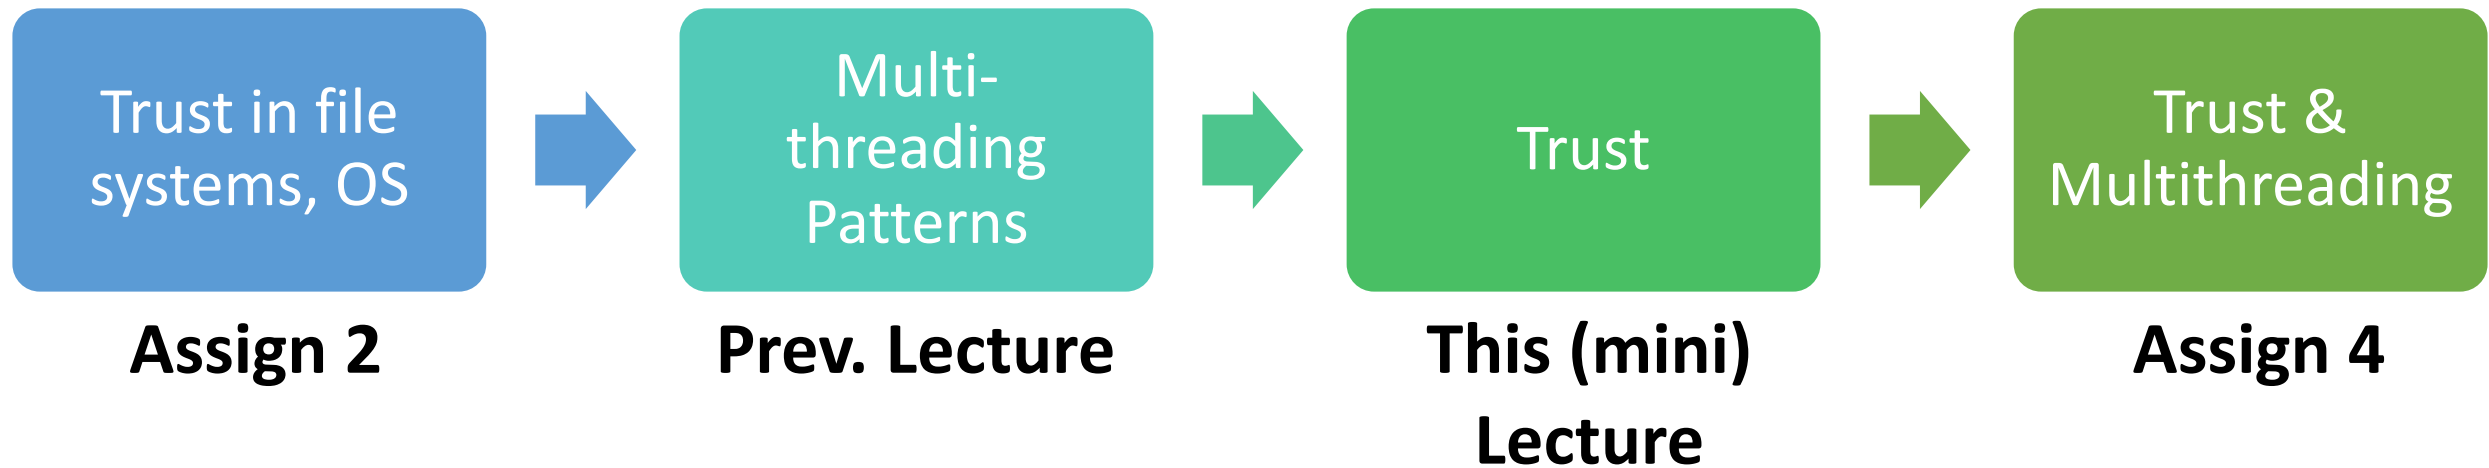 Trust in file
systems, OS
Assign 2
Multi-
threading
Patterns
Prev. Lecture
Trust
This (mini)
Lecture
Trust &
Multithreading
Assign 4